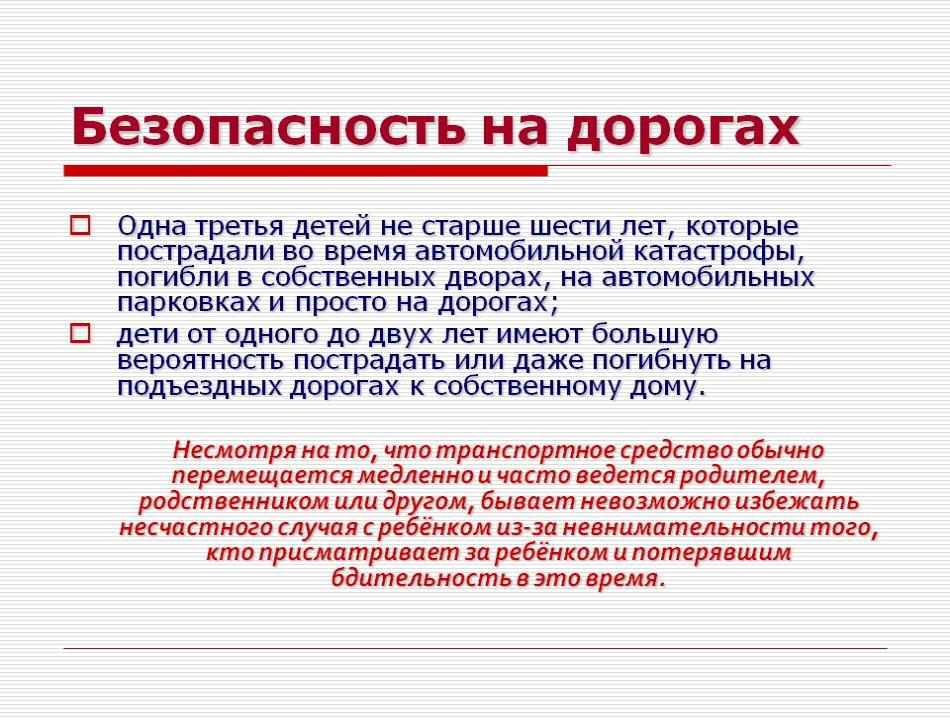 Безопасность на дорогах
Одна третья детей не старше шести лет, которые
пострадали во время автомобильной катастрофы,
погибли в собственных дворах, на автомобильных
парковках и просто на дорогах;
дети от одного до двух лет имеют большую
вероятность пострадать или даже погибнуть на
подъездных дорогах к собственному дому.
Несмотря на то, что транспортное средство обычно
перемещается медленно и часто ведется родителем,
родственником или другом, бывает невозможно избежать
несчастного случая с ребёнком из-за невнимательности того,
кто присматривает за ребёнком и потерявшим
бдительность в это время.